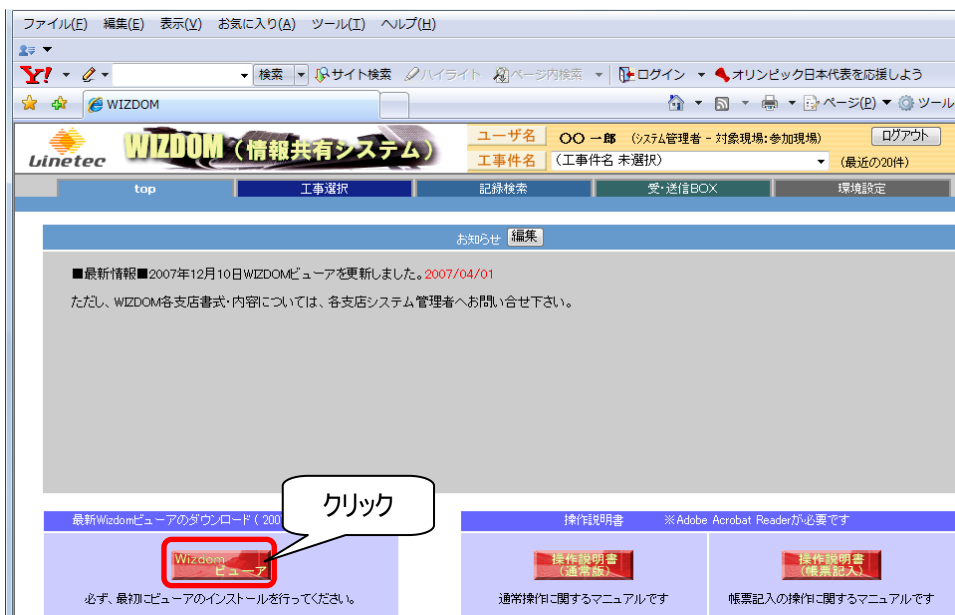 ファイル(F) 編集(E) 表示(V) お気に入り(A) ツール(T) ヘルプ(H)
Y! 検索 サイト検索 ハイライト ページ内検索 ログイン オリンピック日本代表を応援しよう
WIZDOM ページ(P) ツール
Linetec WIZDOM (情報共有システム) ユーザ名 〇〇 一郎 (システム管理者 - 対象現場:参加現場) ログアウト
工事件名 (工事件名 未選択) (最近の20件)
top 工事選択 記録検索 受・送信BOX 環境設定
お知らせ 編集
■最新情報■2007年12月10日WIZDOMビューアを更新しました。2007/04/01
ただし、WIZDOM各支店書式・内容については、各支店システム管理者へお問い合せ下さい。
クリック
最新Wizdomビューアのダウンロード ( 200 操作説明書 ※Adobe Acrobat Readerが必要です
Wizdom
ビューア
操作説明書
(通常版)
操作説明書
(帳票記入)
必ず、最初にビューアのインストールを行ってください。 通常操作に関するマニュアルです 帳票記入の操作に関するマニュアルです